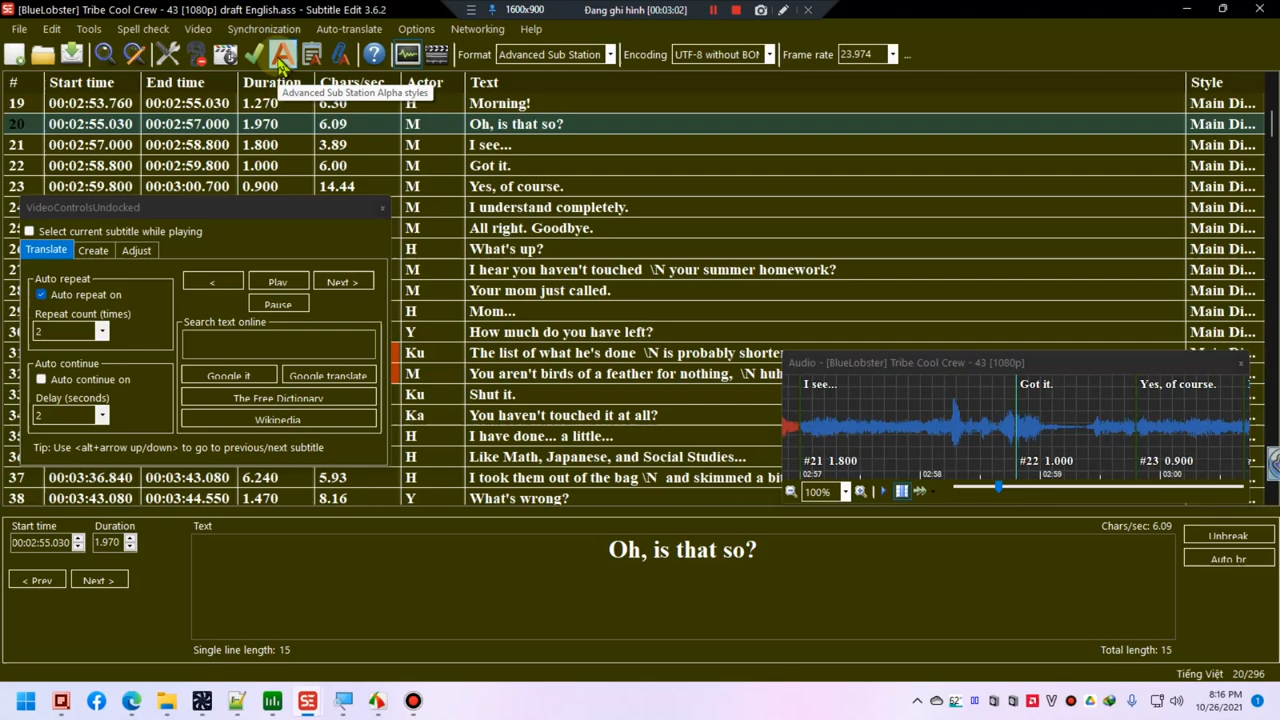 [BlueLobster] Tribe Cool Crew - 43 [1080p] draft English.ass - Subtitle Edit 3.6.2
1600x900
Đang ghi hình [00:03:02]
File Edit Tools Spell check Video Synchronization Auto-translate Options Networking Help
Format Advanced Sub Station Encoding UTF-8 without BO Frame rate 23.974 ...
# Start time End time Duration Chars/sec Actor Text Style
Advanced Sub Station Alpha styles
19 00:02:53.760 00:02:55.030 1.270 6.30 H Morning! Main Di...
20 00:02:55.030 00:02:57.000 1.970 6.09 M Oh, is that so? Main Di...
21 00:02:57.000 00:02:58.800 1.800 3.89 M I see... Main Di...
22 00:02:58.800 00:02:59.800 1.000 6.00 M Got it. Main Di...
23 00:02:59.800 00:03:00.700 0.900 14.44 M Yes, of course. Main Di...
M I understand completely. Main Di...
M All right. Goodbye. Main Di...
H What's up? Main Di...
M I hear you haven't touched \N your summer homework? Main Di...
M Your mom just called. Main Di...
H Mom... Main Di...
Y How much do you have left? Main Di...
Ku The list of what he's done \N is probably shorte
M You aren't birds of a feather for nothing, \N huh
Ku Shut it.
Ka You haven't touched it at all?
H I have done... a little...
H Like Math, Japanese, and Social Studies...
37 00:03:36.840 00:03:43.080 6.240 5.93 H I took them out of the bag \N and skimmed a bi
38 00:03:43.080 00:03:44.550 1.470 8.16 Y What's wrong?
VideoControlsUndocked x
Select current subtitle while playing
Translate Create Adjust
Auto repeat
Auto repeat on
Repeat count (times)
2
Auto continue
Auto continue on
Delay (seconds)
2
< Play Next >
Pause
Search text online
Google it Google translate
The Free Dictionary
Wikipedia
Tip: Use <alt+arrow up/down> to go to previous/next subtitle
Audio - [BlueLobster] Tribe Cool Crew - 43 [1080p] x
I see... Got it. Yes, of course.
#21 1.800 #22 1.000 #23 0.900
02:57 02:58 02:59 03:00
100%
Start time Duration
00:02:55.030 1.970
< Prev Next >
Text Chars/sec: 6.09
Oh, is that so?
Unbreak
Auto br
Single line length: 15 Total length: 15
Tiếng Việt 20/296
SE
62°
8:16 PM
10/26/2021
1